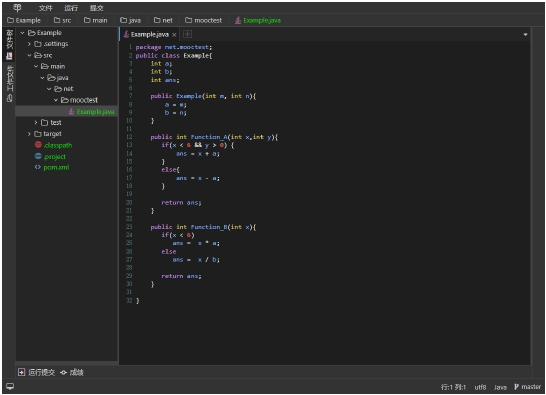 文件 运行 提交
Example src main java net mooctest Example.java
Example
.settings
src
main
java
net
mooctest
Example.java
test
target
.classpath
.project
pom.xml
Example.java ×
1 package net.mooctest;
2 public class Example{
3 int a;
4 int b;
5 int ans;
6
7 public Example(int m, int n){
8 a = m;
9 b = n;
10 }
11
12 public int Function_A(int x,int y){
13 if(x < 6 && y > 0) {
14 ans = x + a;
15 }
16 else{
17 ans = x - a;
18 }
19
20 return ans;
21 }
22
23 public int Function_B(int x){
24 if(x < 6)
25 ans = x * a;
26 else
27 ans = x / b;
28
29 return ans;
30 }
31
32 }
运行提交 成绩
行:1 列:1 utf8 Java master